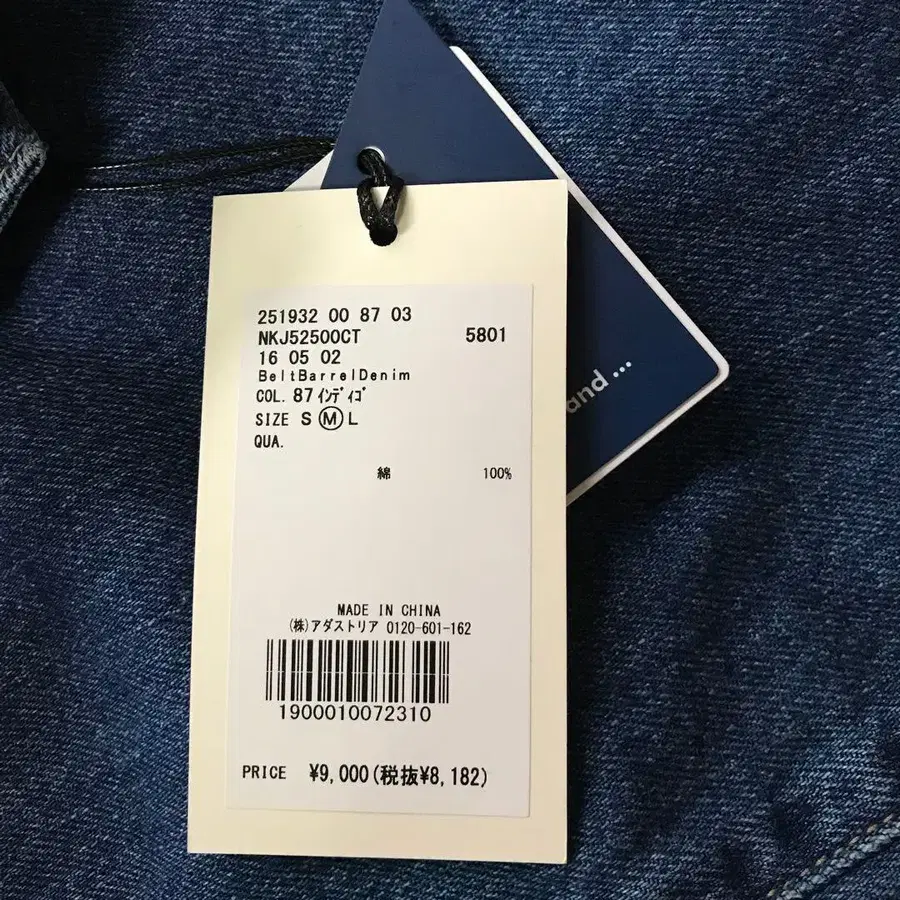 251932 00 87 03
NKJ52500CT 5801
16 05 02
BeltBarrelDenim
COL. 87 ｲﾝﾃﾞｨｺﾞ
SIZE S Ⓜ L
QUA.
綿 100%
MADE IN CHINA
(株)アダストリア 0120-601-162
1900010072310
PRICE ¥9,000(税抜¥8,182)
and ...